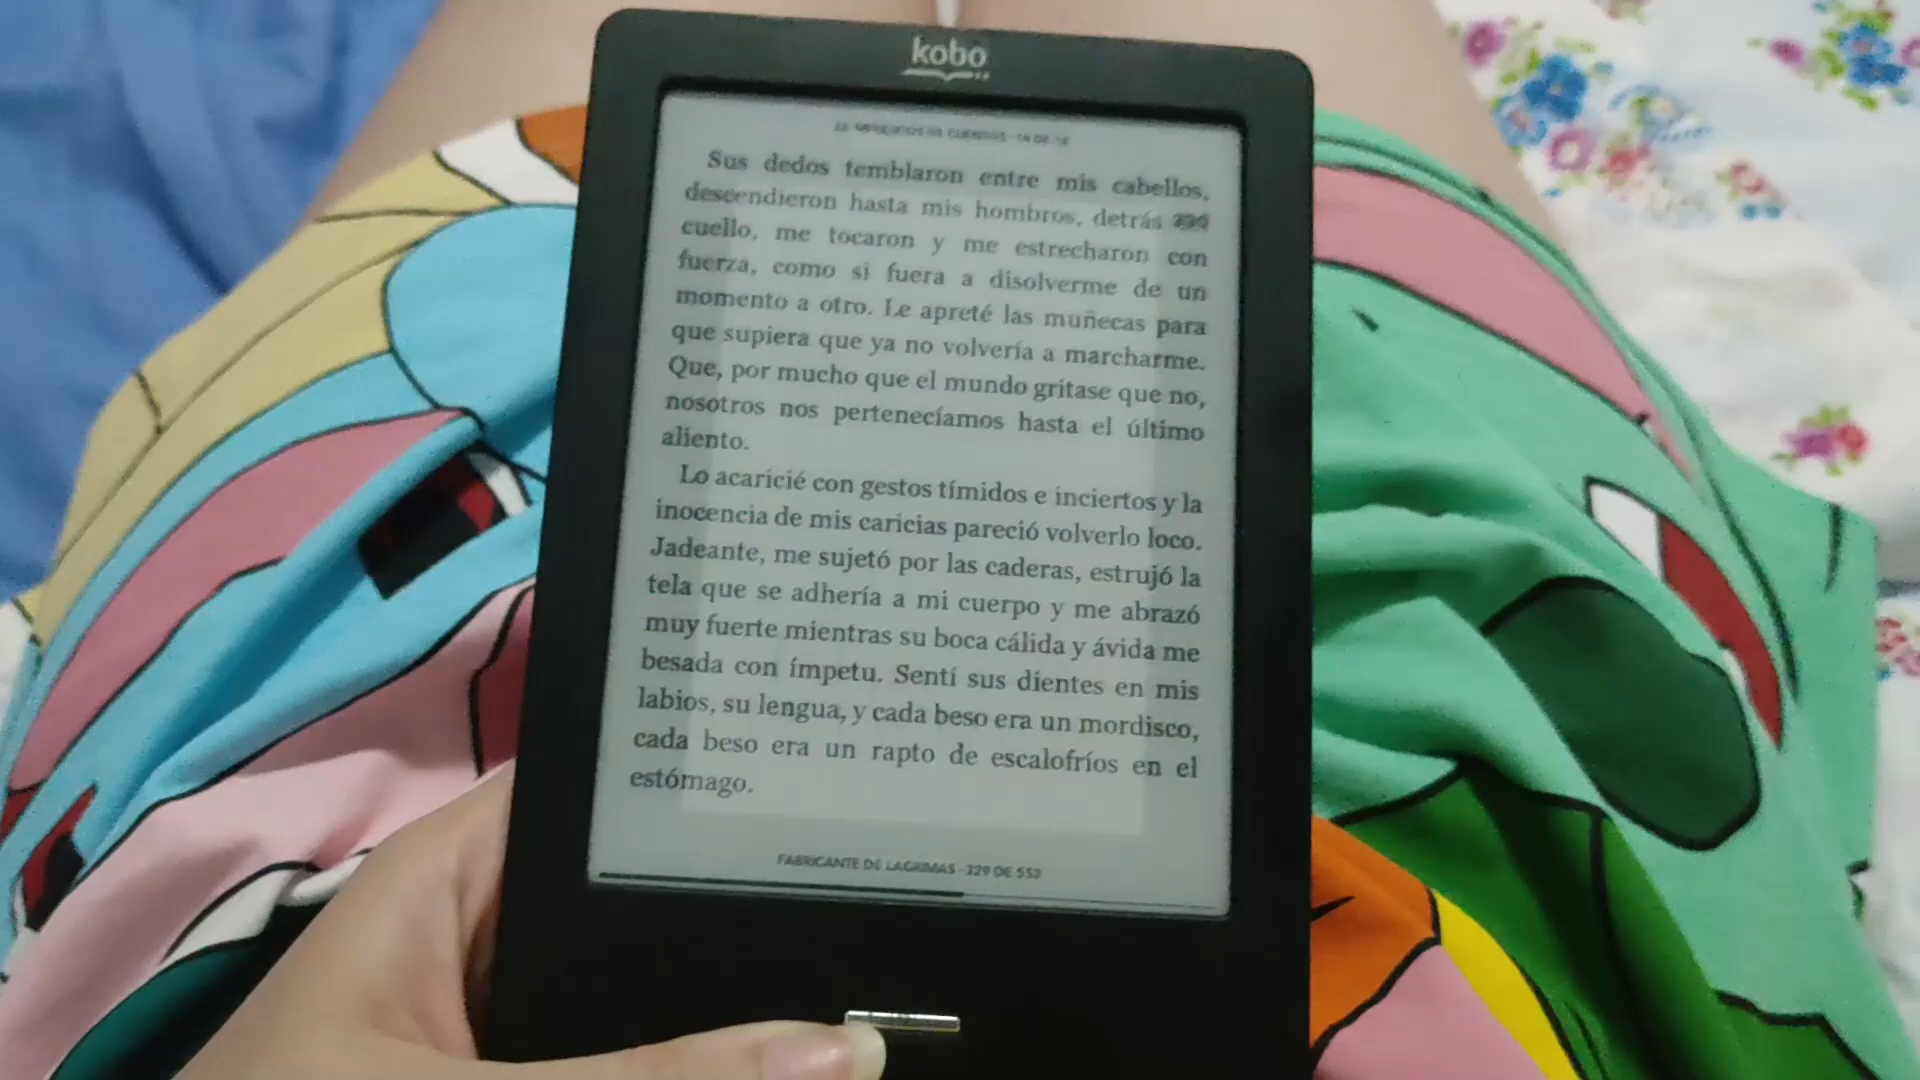 kobo
Sus dedos temblaron entre mis cabellos,
descendieron hasta mis hombros, detrás
cuello, me tocaron y me estrecharon con
fuerza, como si fuera a disolverme de un
momento a otro. Le apreté las muñecas para
que supiera que ya no volvería a marcharme.
Que, por mucho que el mundo gritase que no,
nosotros nos pertenecíamos hasta el último
aliento.
Lo acaricié con gestos tímidos e inciertos y la
inocencia de mis caricias pareció volverlo loco.
Jadeante, me sujetó por las caderas, estrujó la
tela que se adhería a mi cuerpo y me abrazó
muy fuerte mientras su boca cálida y ávida me
besada con ímpetu. Sentí sus dientes en mis
labios, su lengua, y cada beso era un mordisco,
cada beso era un rapto de escalofríos en el
estómago.
FABRICANTE DE LÁGRIMAS - 329 DE 552